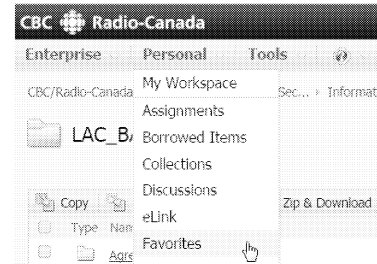 CBC Radio-Canada
Enterprise Personal Tools
My Workspace
CBC/Radio-Canada Sec... › Informat
Assignments
LAC_BA Borrowed Items
Collections
Discussions
Copy Zip & Download
eLink
Type Nam
Favorites
Agre